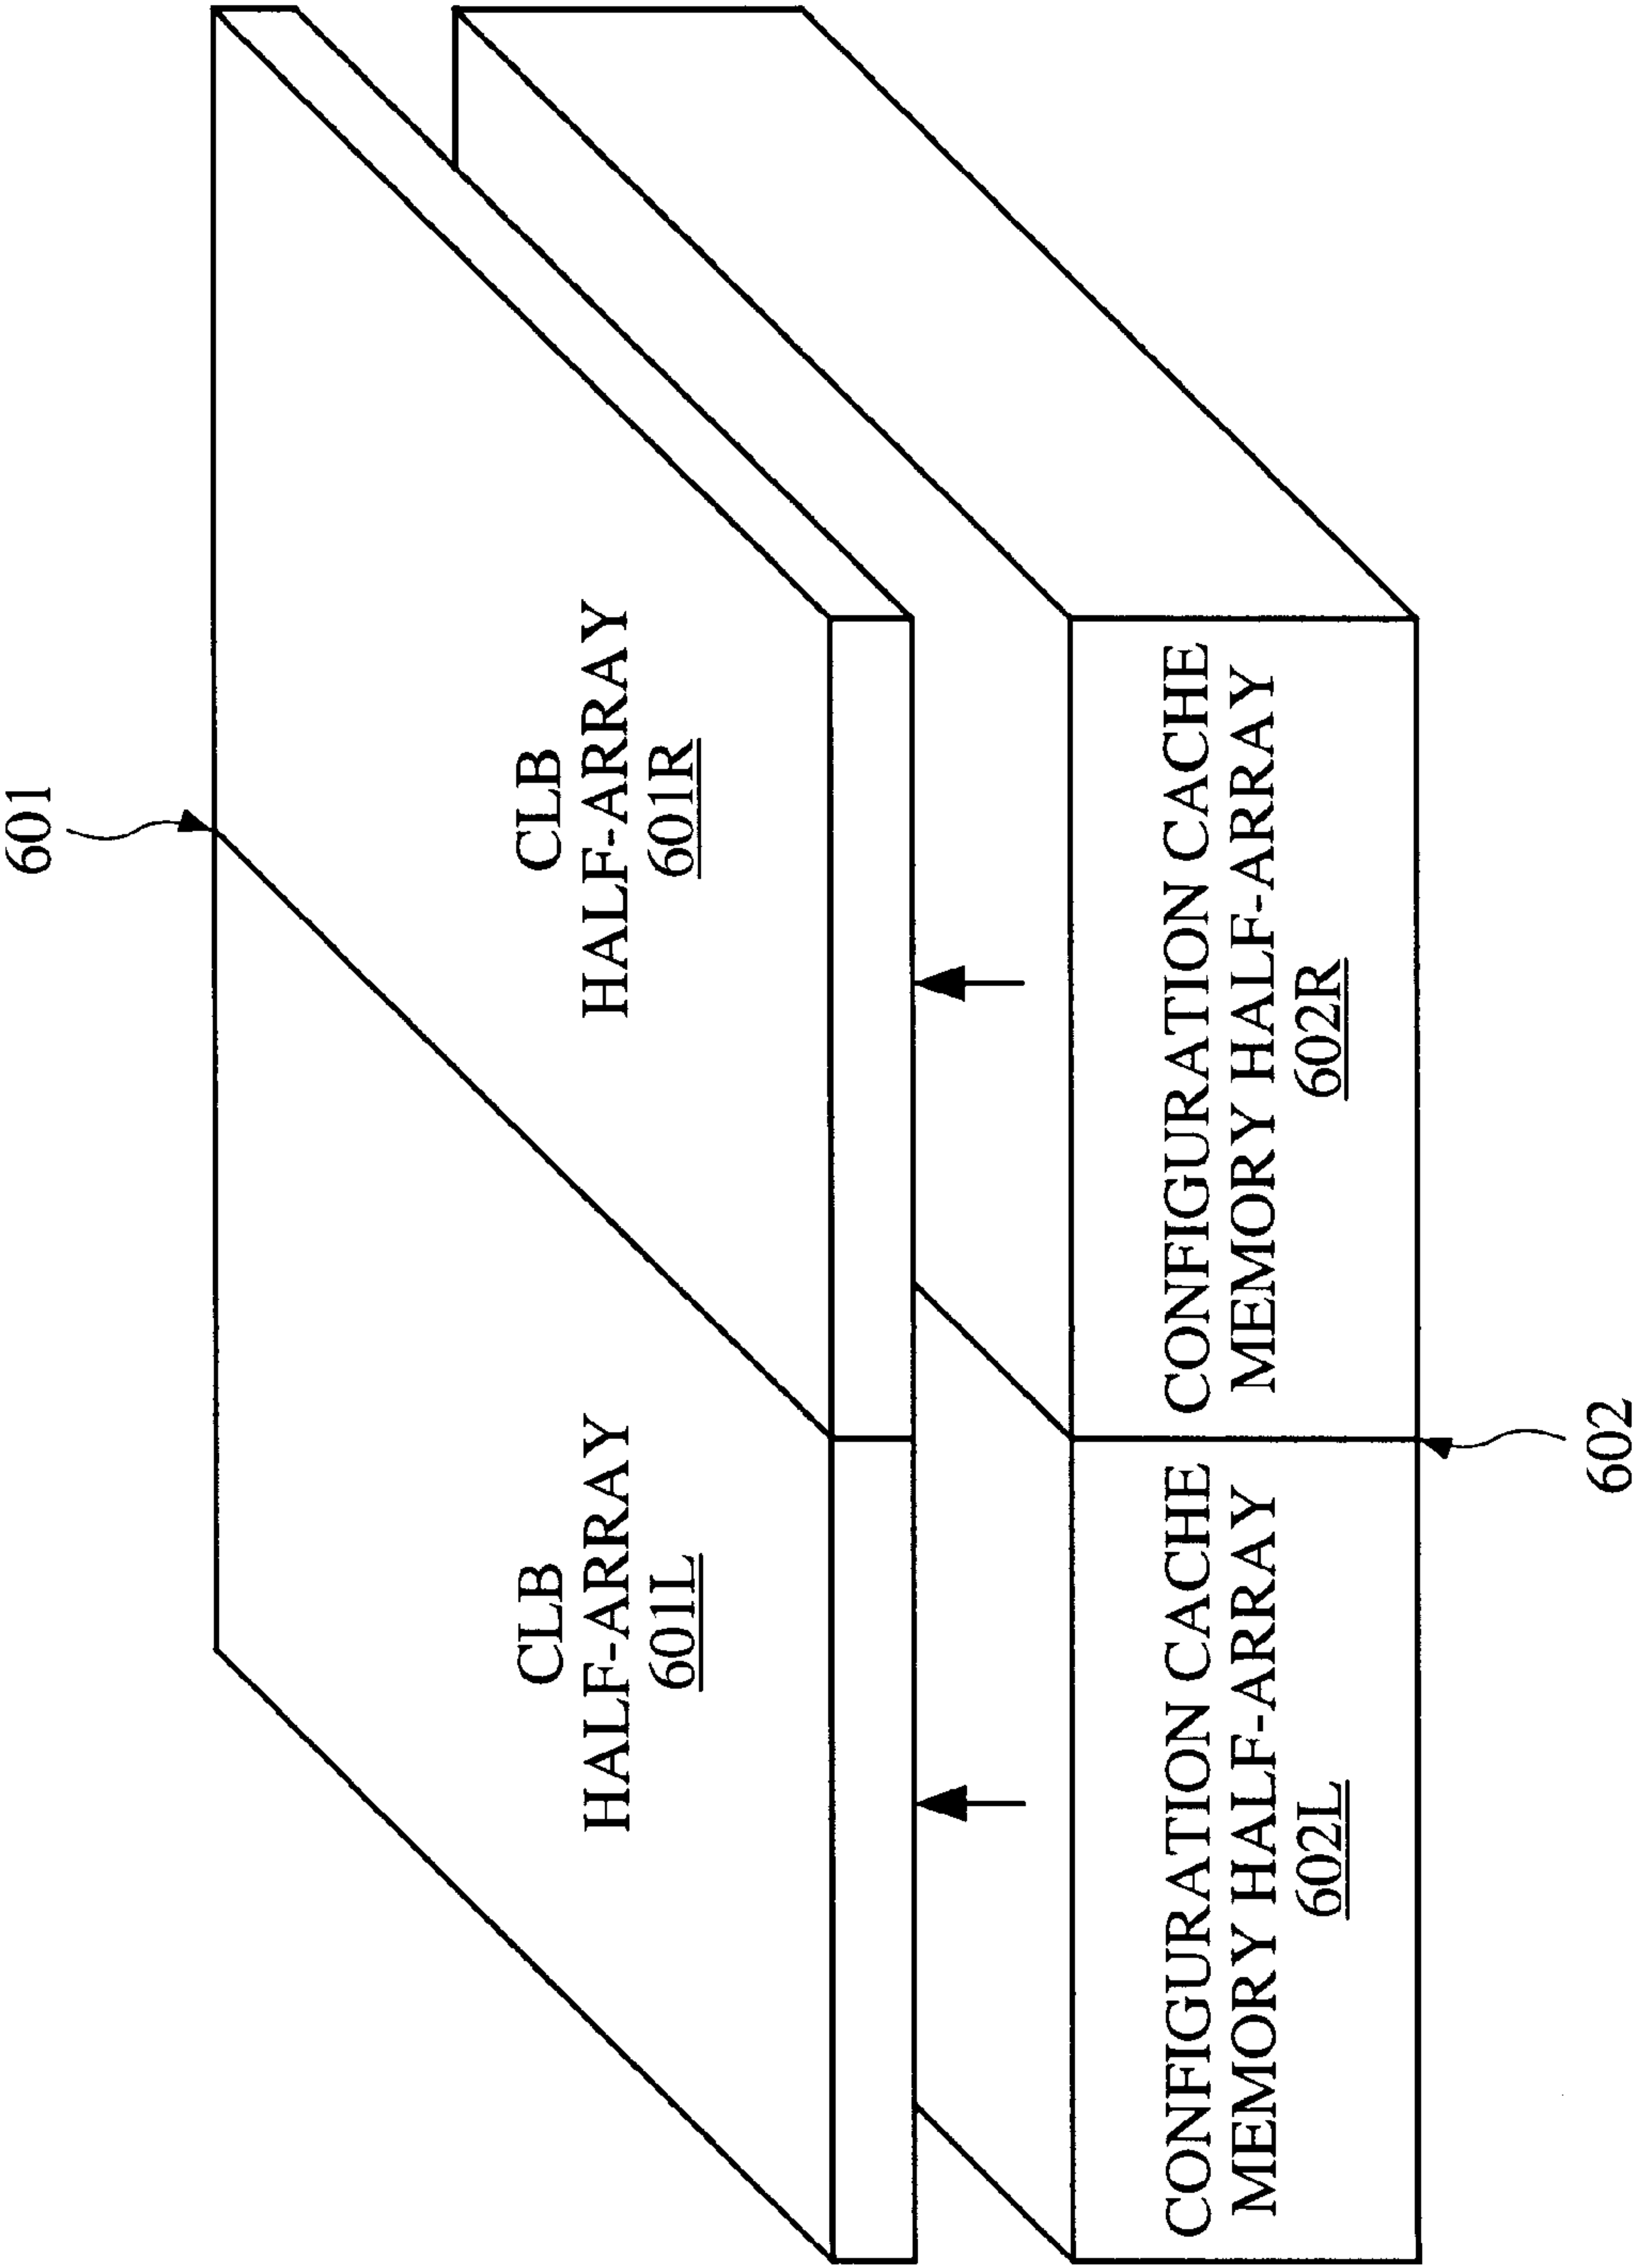 601
CLB
HALF-ARRAY
601L
CLB
HALF-ARRAY
601R
CONFIGURATION CACHE
MEMORY HALF-ARRAY
602L
CONFIGURATION CACHE
MEMORY HALF-ARRAY
602R
602